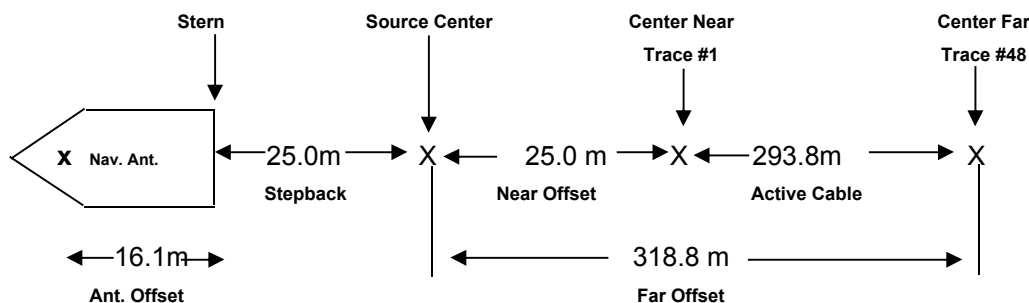 Stern
Source Center
Center Near
Trace #1
Center Far
Trace #48
X Nav. Ant.
25.0m
X
25.0 m
X
293.8m
X
Stepback
Near Offset
Active Cable
16.1m
318.8 m
Ant. Offset
Far Offset